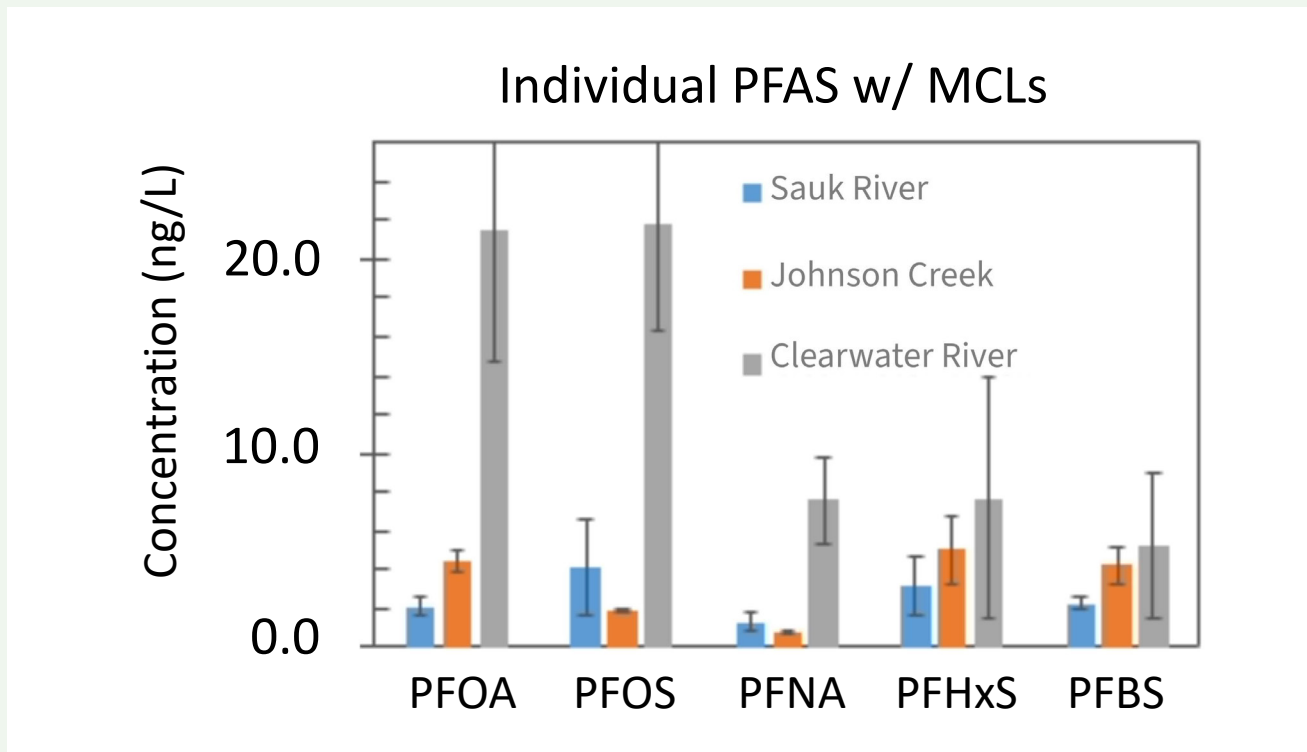 Individual PFAS w/ MCLs
Concentration (ng/L)
20.0
10.0
0.0
Sauk River
Johnson Creek
Clearwater River
PFOA PFOS PFNA PFHxS PFBS